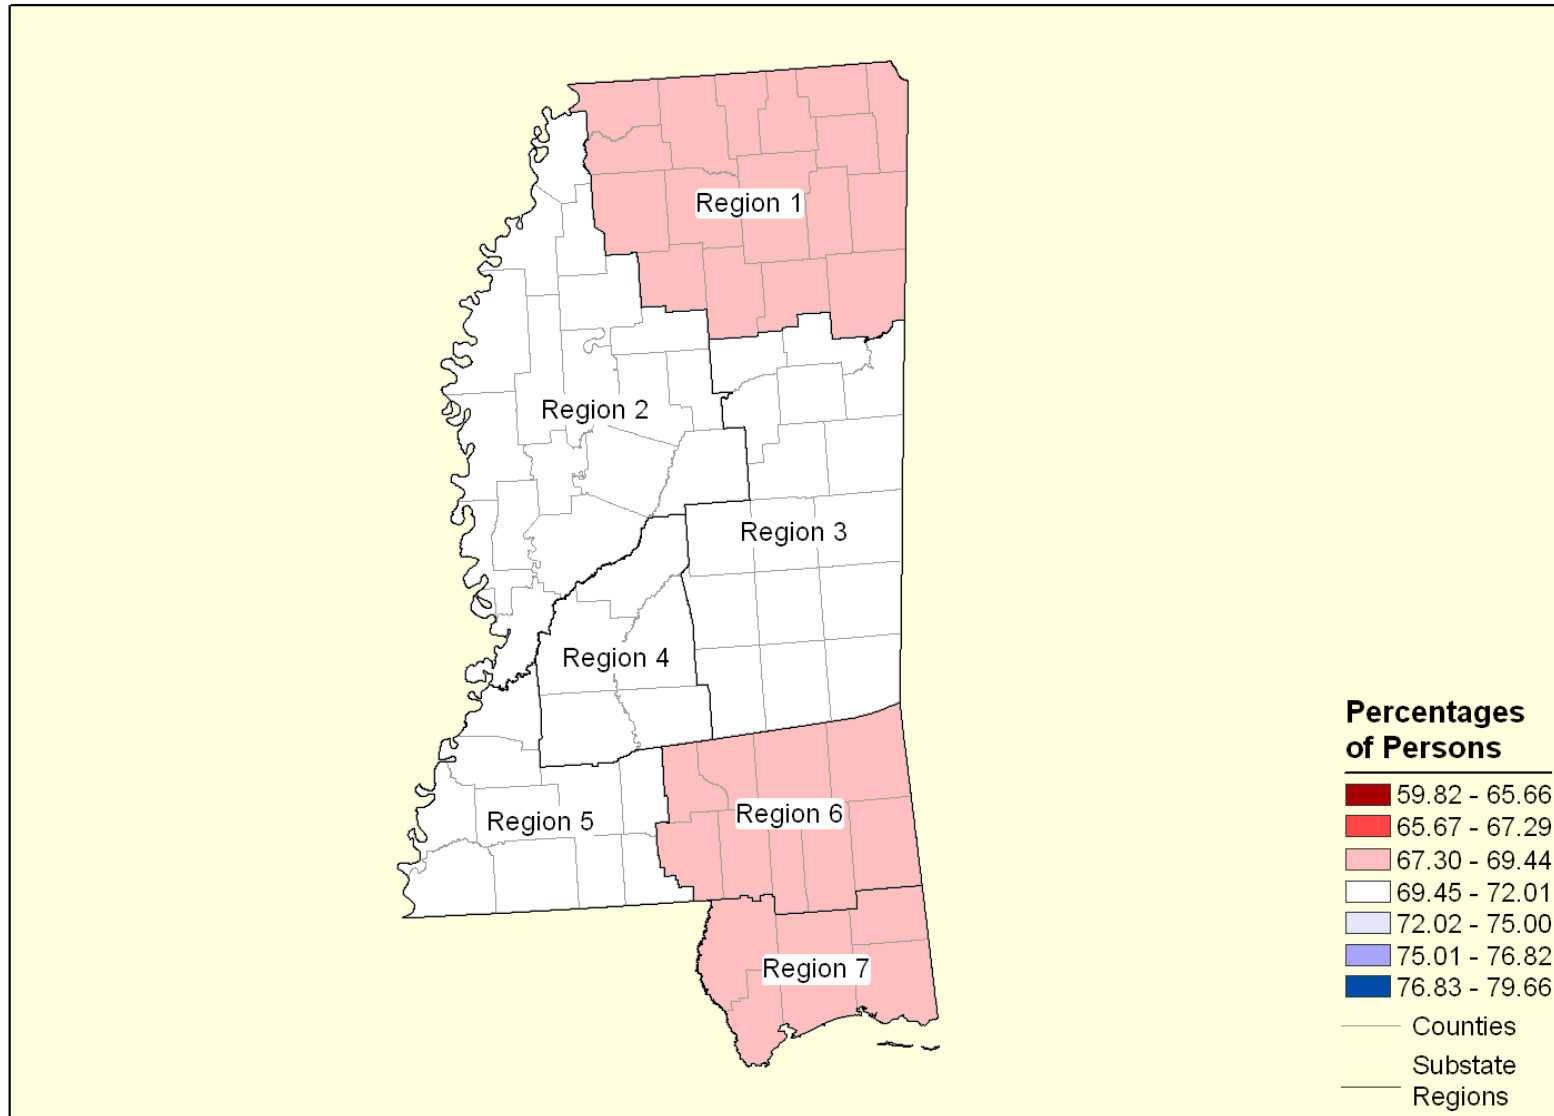 Region 1
Region 2
Region 3
Region 4
Region 5
Region 6
Region 7
Percentages
of Persons
59.82 - 65.66
65.67 - 67.29
67.30 - 69.44
69.45 - 72.01
72.02 - 75.00
75.01 - 76.82
76.83 - 79.66
Counties
Substate
Regions